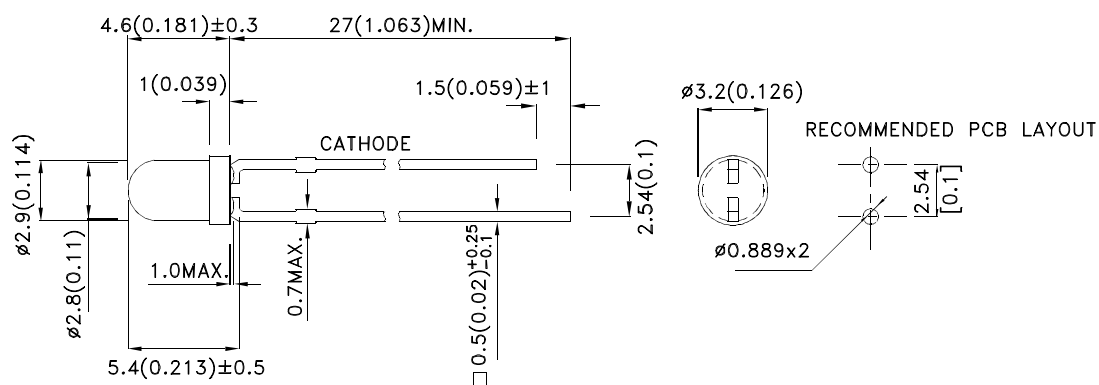 4.6(0.181)±0.3
27(1.063)MIN.
1(0.039)
1.5(0.059)±1
ø3.2(0.126)
RECOMMENDED PCB LAYOUT
CATHODE
ø2.9(0.114)
ø2.8(0.11)
2.54(0.1)
2.54
[0.1]
1.0MAX.
0.7MAX.
□ 0.5(0.02)+0.25
-0.1
ø0.889x2
5.4(0.213)±0.5